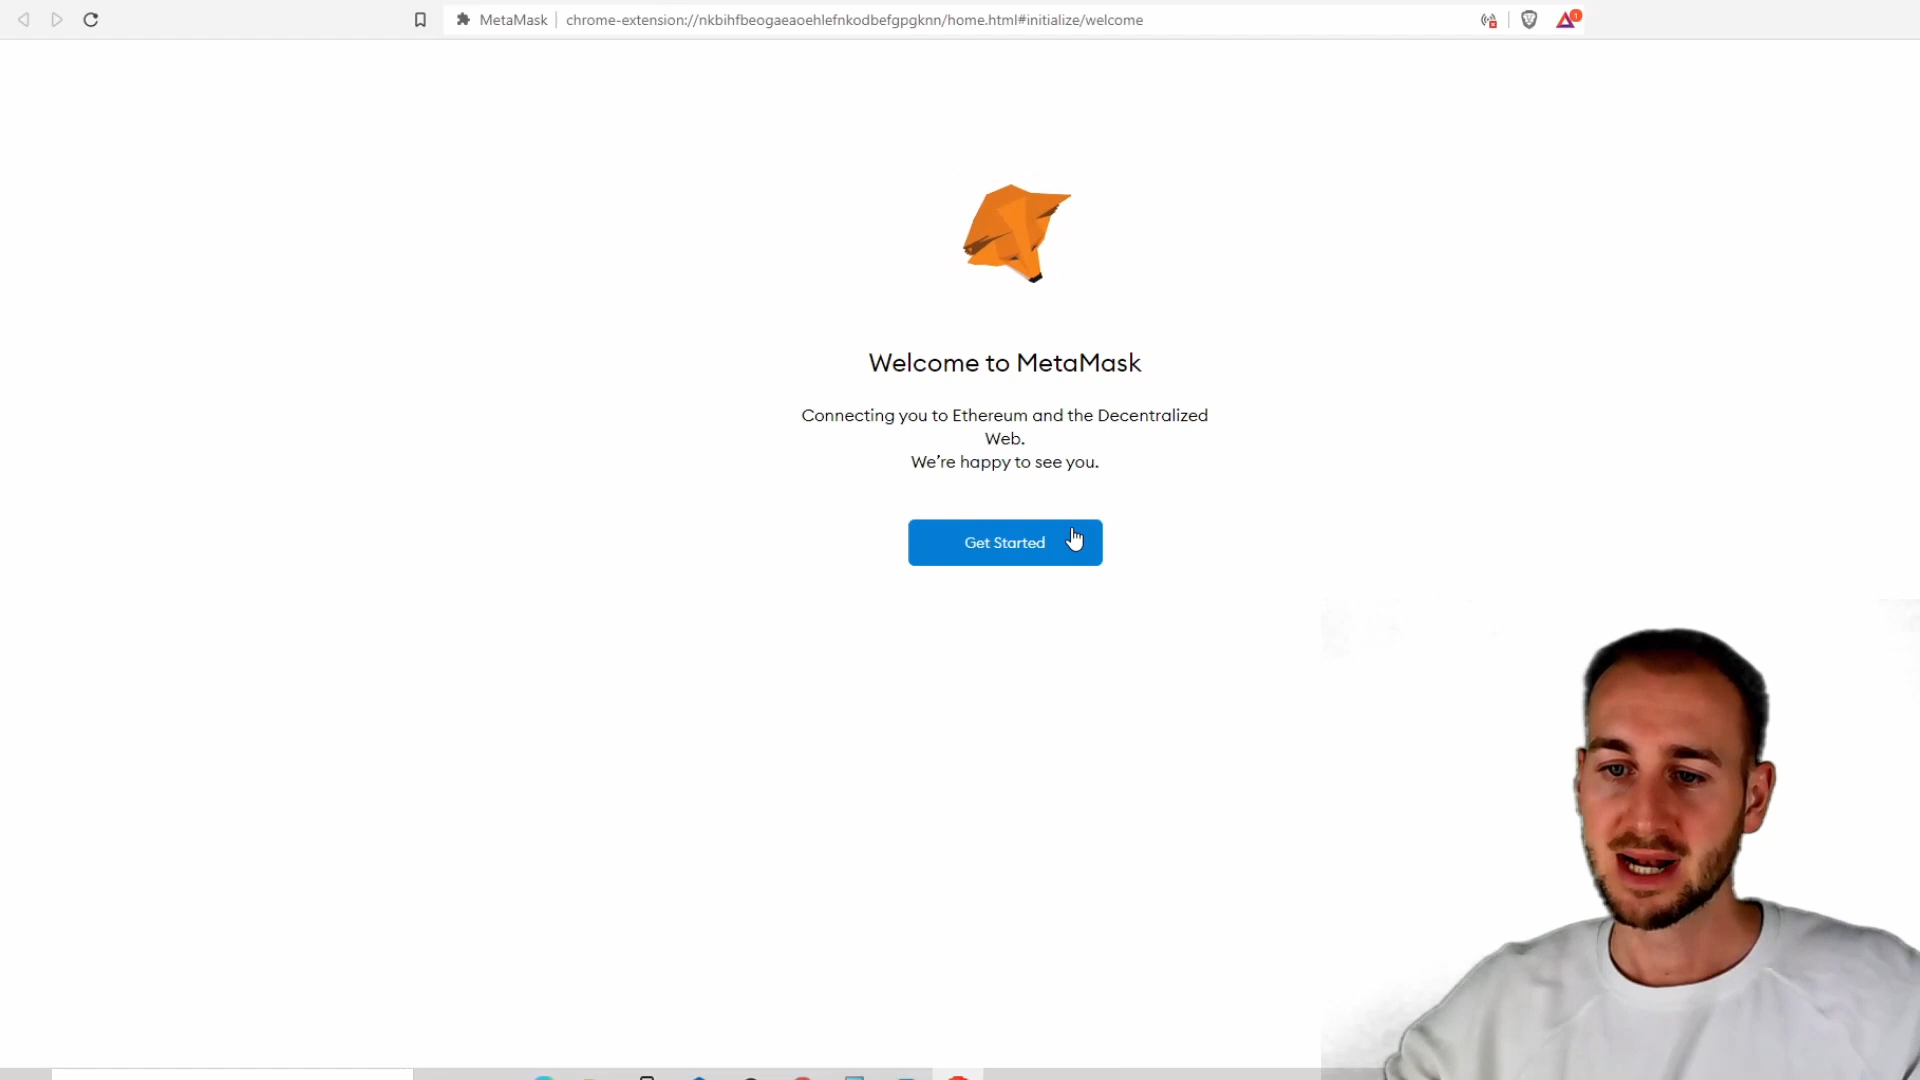 MetaMask
chrome-extension://nkbihfbeogaeaoehlefnkodbefgpgknn/home.html#initialize/welcome
1
Welcome to MetaMask
Connecting you to Ethereum and the Decentralized
Web.
We're happy to see you.
Get Started